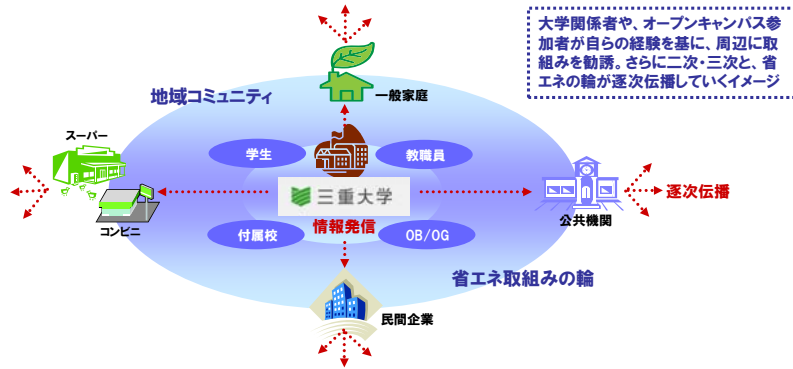 大学関係者や、オープンキャンパス参
加者が自らの経験を基に、周辺に取
組みを勧誘。さらに二次・三次と、省
エネの輪が逐次伝播していくイメージ
地域コミュニティ
一般家庭
スーパー
学生
教職員
三重大学
逐次伝播
コンビニ
公共機関
付属校
情報発信
OB/OG
省エネ取組みの輪
民間企業